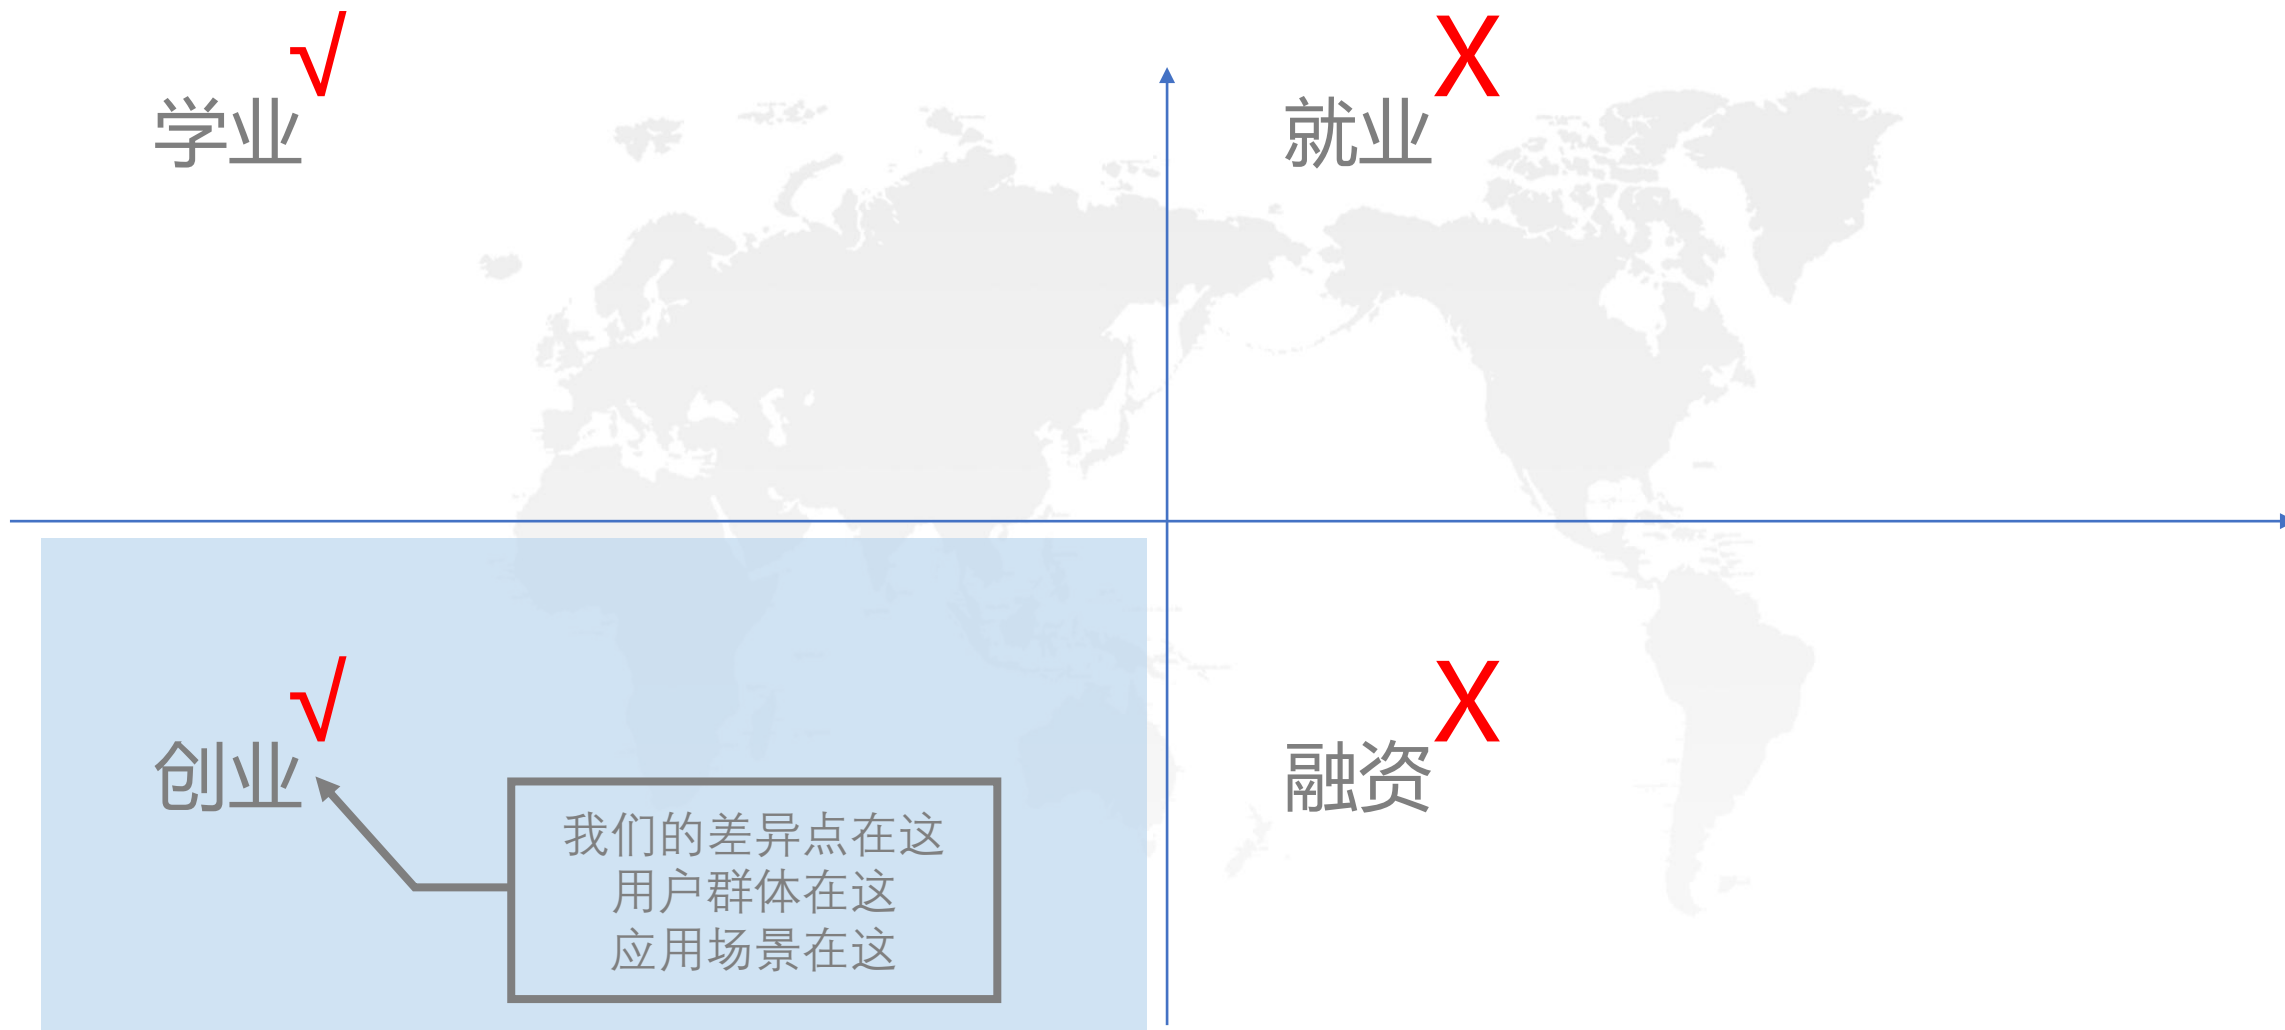 学业√
就业X
创业√
融资X
我们的差异点在这
用户群体在这
应用场景在这